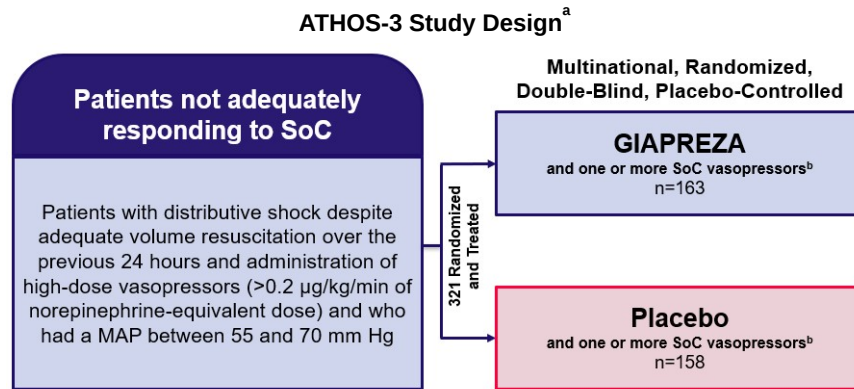 ATHOS-3 Study Designᵃ
Patients not adequately
responding to SoC
Patients with distributive shock despite
adequate volume resuscitation over the
previous 24 hours and administration of
high-dose vasopressors (>0.2 µg/kg/min of
norepinephrine-equivalent dose) and who
had a MAP between 55 and 70 mm Hg
321 Randomized
and Treated
Multinational, Randomized,
Double-Blind, Placebo-Controlled
GIAPREZA
and one or more SoC vasopressorsᵇ
n=163
Placebo
and one or more SoC vasopressorsᵇ
n=158